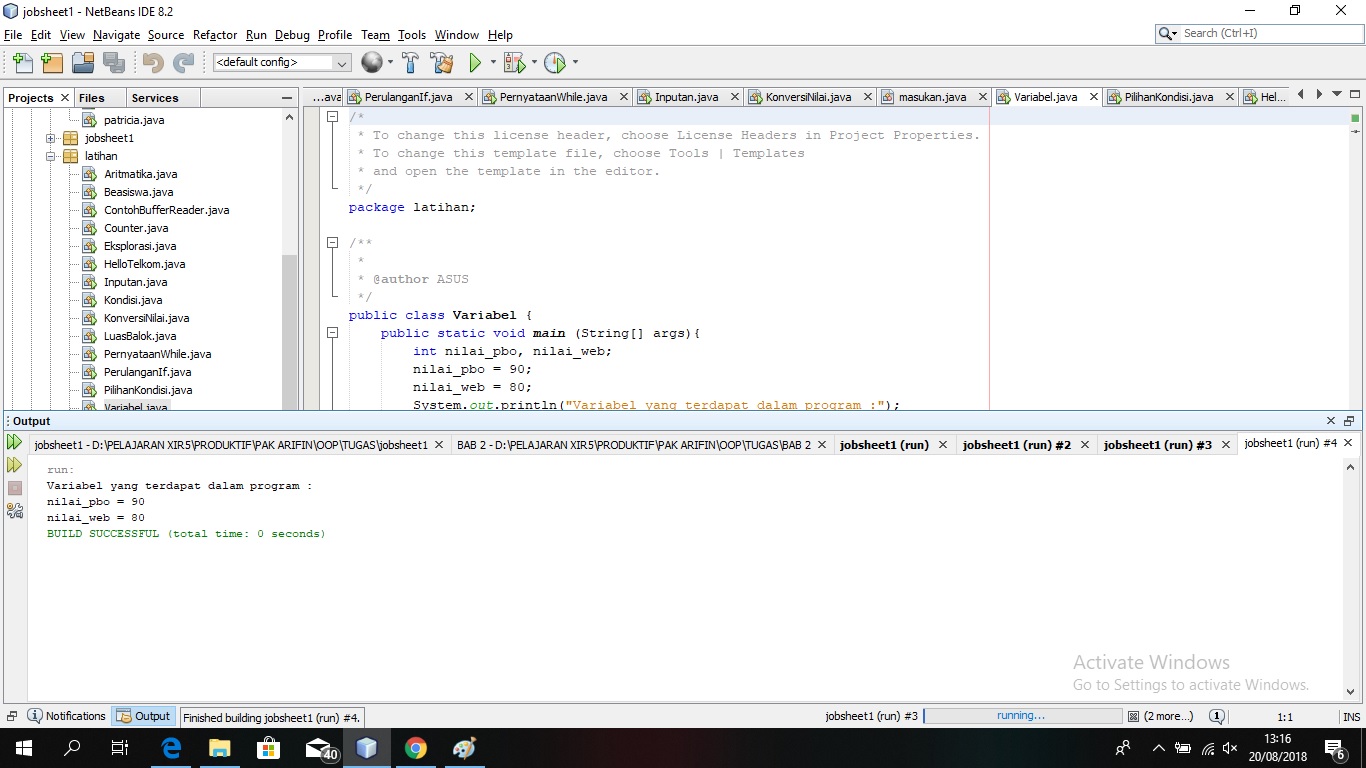 jobsheet1 - NetBeans IDE 8.2
File Edit View Navigate Source Refactor Run Debug Profile Team Tools Window Help
Search (Ctrl+I)
<default config>
Projects Files Services
...ava PerulanganIf.java PernyataanWhile.java Inputan.java KonversiNilai.java masukan.java Variabel.java PilihanKondisi.java Hel...
patricia.java
jobsheet1
latihan
Aritmatika.java
Beasiswa.java
ContohBufferReader.java
Counter.java
Eksplorasi.java
HelloTelkom.java
Inputan.java
Kondisi.java
KonversiNilai.java
LuasBalok.java
PernyataanWhile.java
PerulanganIf.java
PilihanKondisi.java
Variabel.java
/*
* To change this license header, choose License Headers in Project Properties.
* To change this template file, choose Tools | Templates
* and open the template in the editor.
*/
package latihan;
/**
*
* @author ASUS
*/
public class Variabel {
public static void main (String[] args){
int nilai_pbo, nilai_web;
nilai_pbo = 90;
nilai_web = 80;
System.out.println("Variabel yang terdapat dalam program :");
Output
jobsheet1 - D:\PELAJARAN XIR5\PRODUKTIF\PAK ARIFIN\OOP\TUGAS\jobsheet1 BAB 2 - D:\PELAJARAN XIR5\PRODUKTIF\PAK ARIFIN\OOP\TUGAS\BAB 2 jobsheet1 (run) jobsheet1 (run) #2 jobsheet1 (run) #3 jobsheet1 (run) #4
run:
Variabel yang terdapat dalam program :
nilai_pbo = 90
nilai_web = 80
BUILD SUCCESSFUL (total time: 0 seconds)
Activate Windows
Go to Settings to activate Windows.
Notifications Output Finished building jobsheet1 (run) #4. jobsheet1 (run) #3 running... (2 more...) 1 1:1 INS
40
13:16
20/08/2018
6